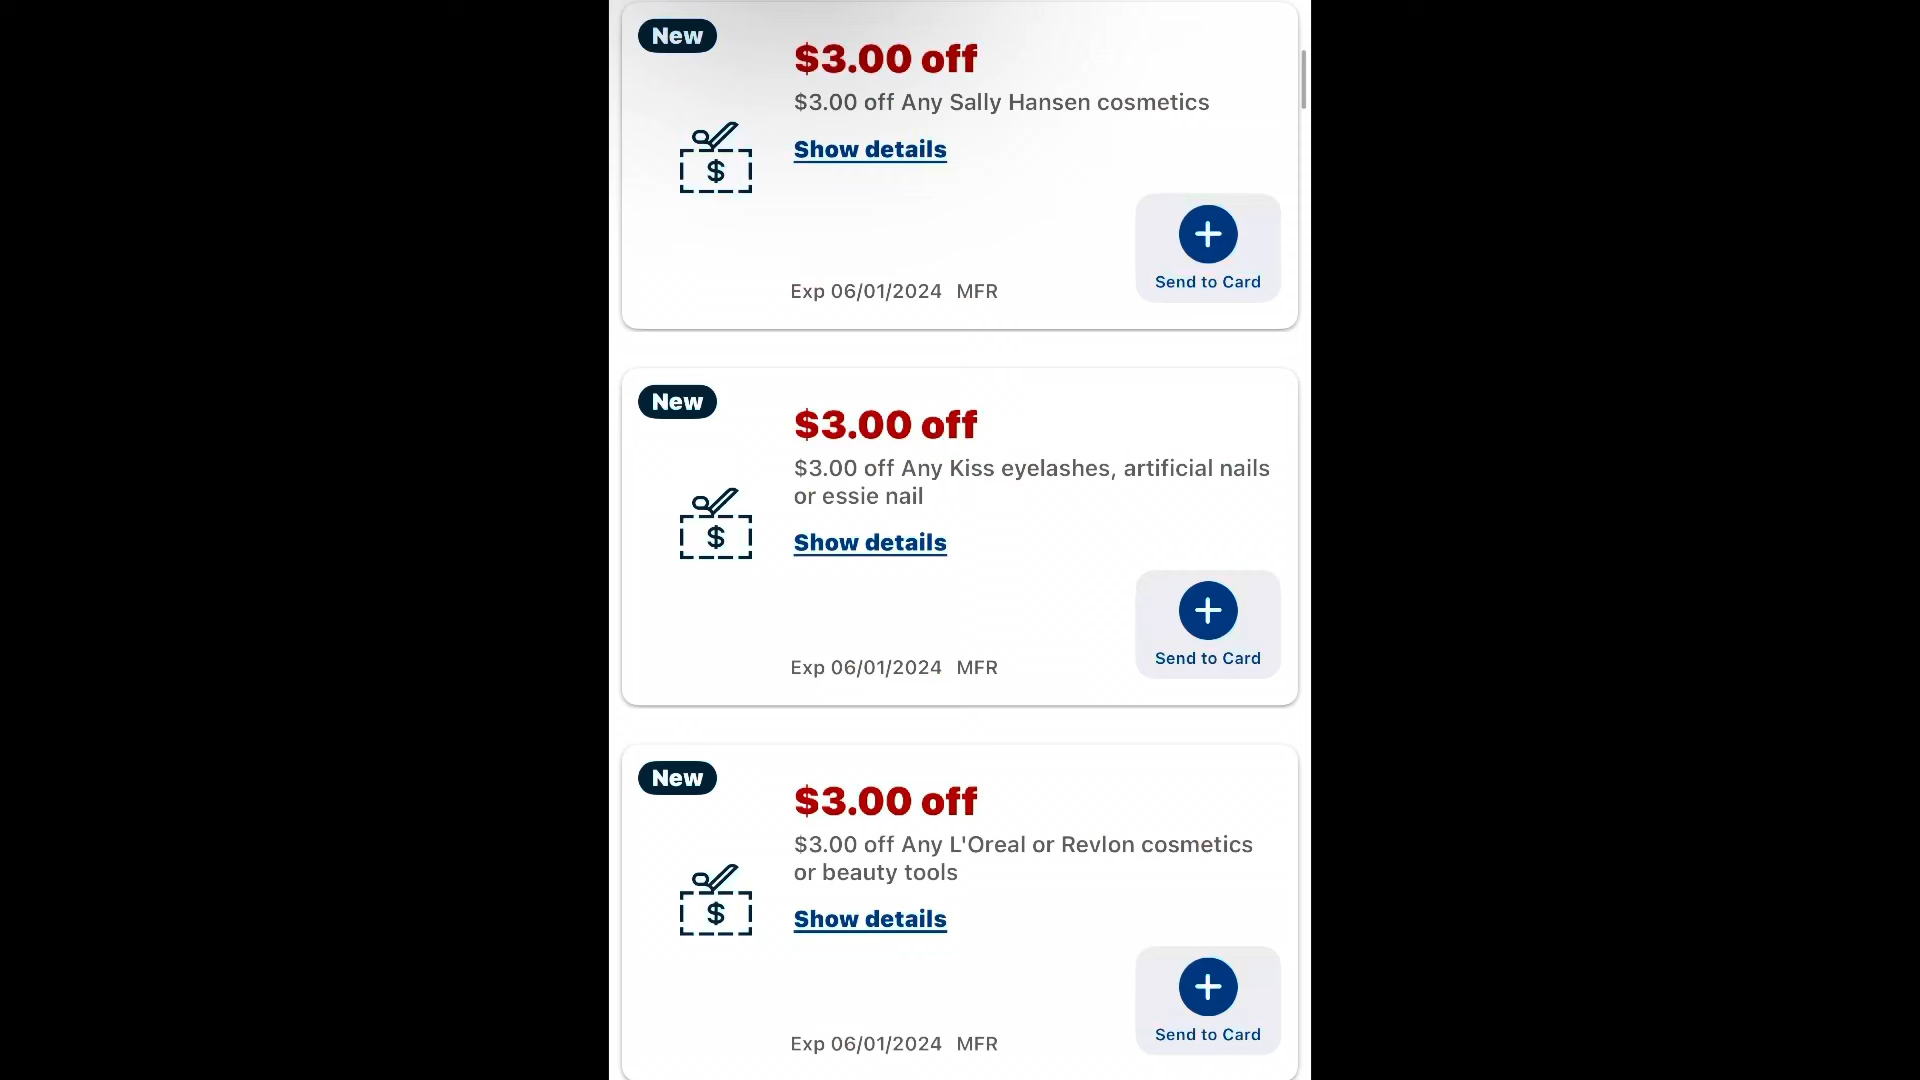 New
$3.00 off
$3.00 off Any Sally Hansen cosmetics
Show details
$
Send to Card
Exp 06/01/2024 MFR
New
$3.00 off
$3.00 off Any Kiss eyelashes, artificial nails
or essie nail
Show details
$
Send to Card
Exp 06/01/2024 MFR
New
$3.00 off
$3.00 off Any L'Oreal or Revlon cosmetics
or beauty tools
Show details
$
Send to Card
Exp 06/01/2024 MFR